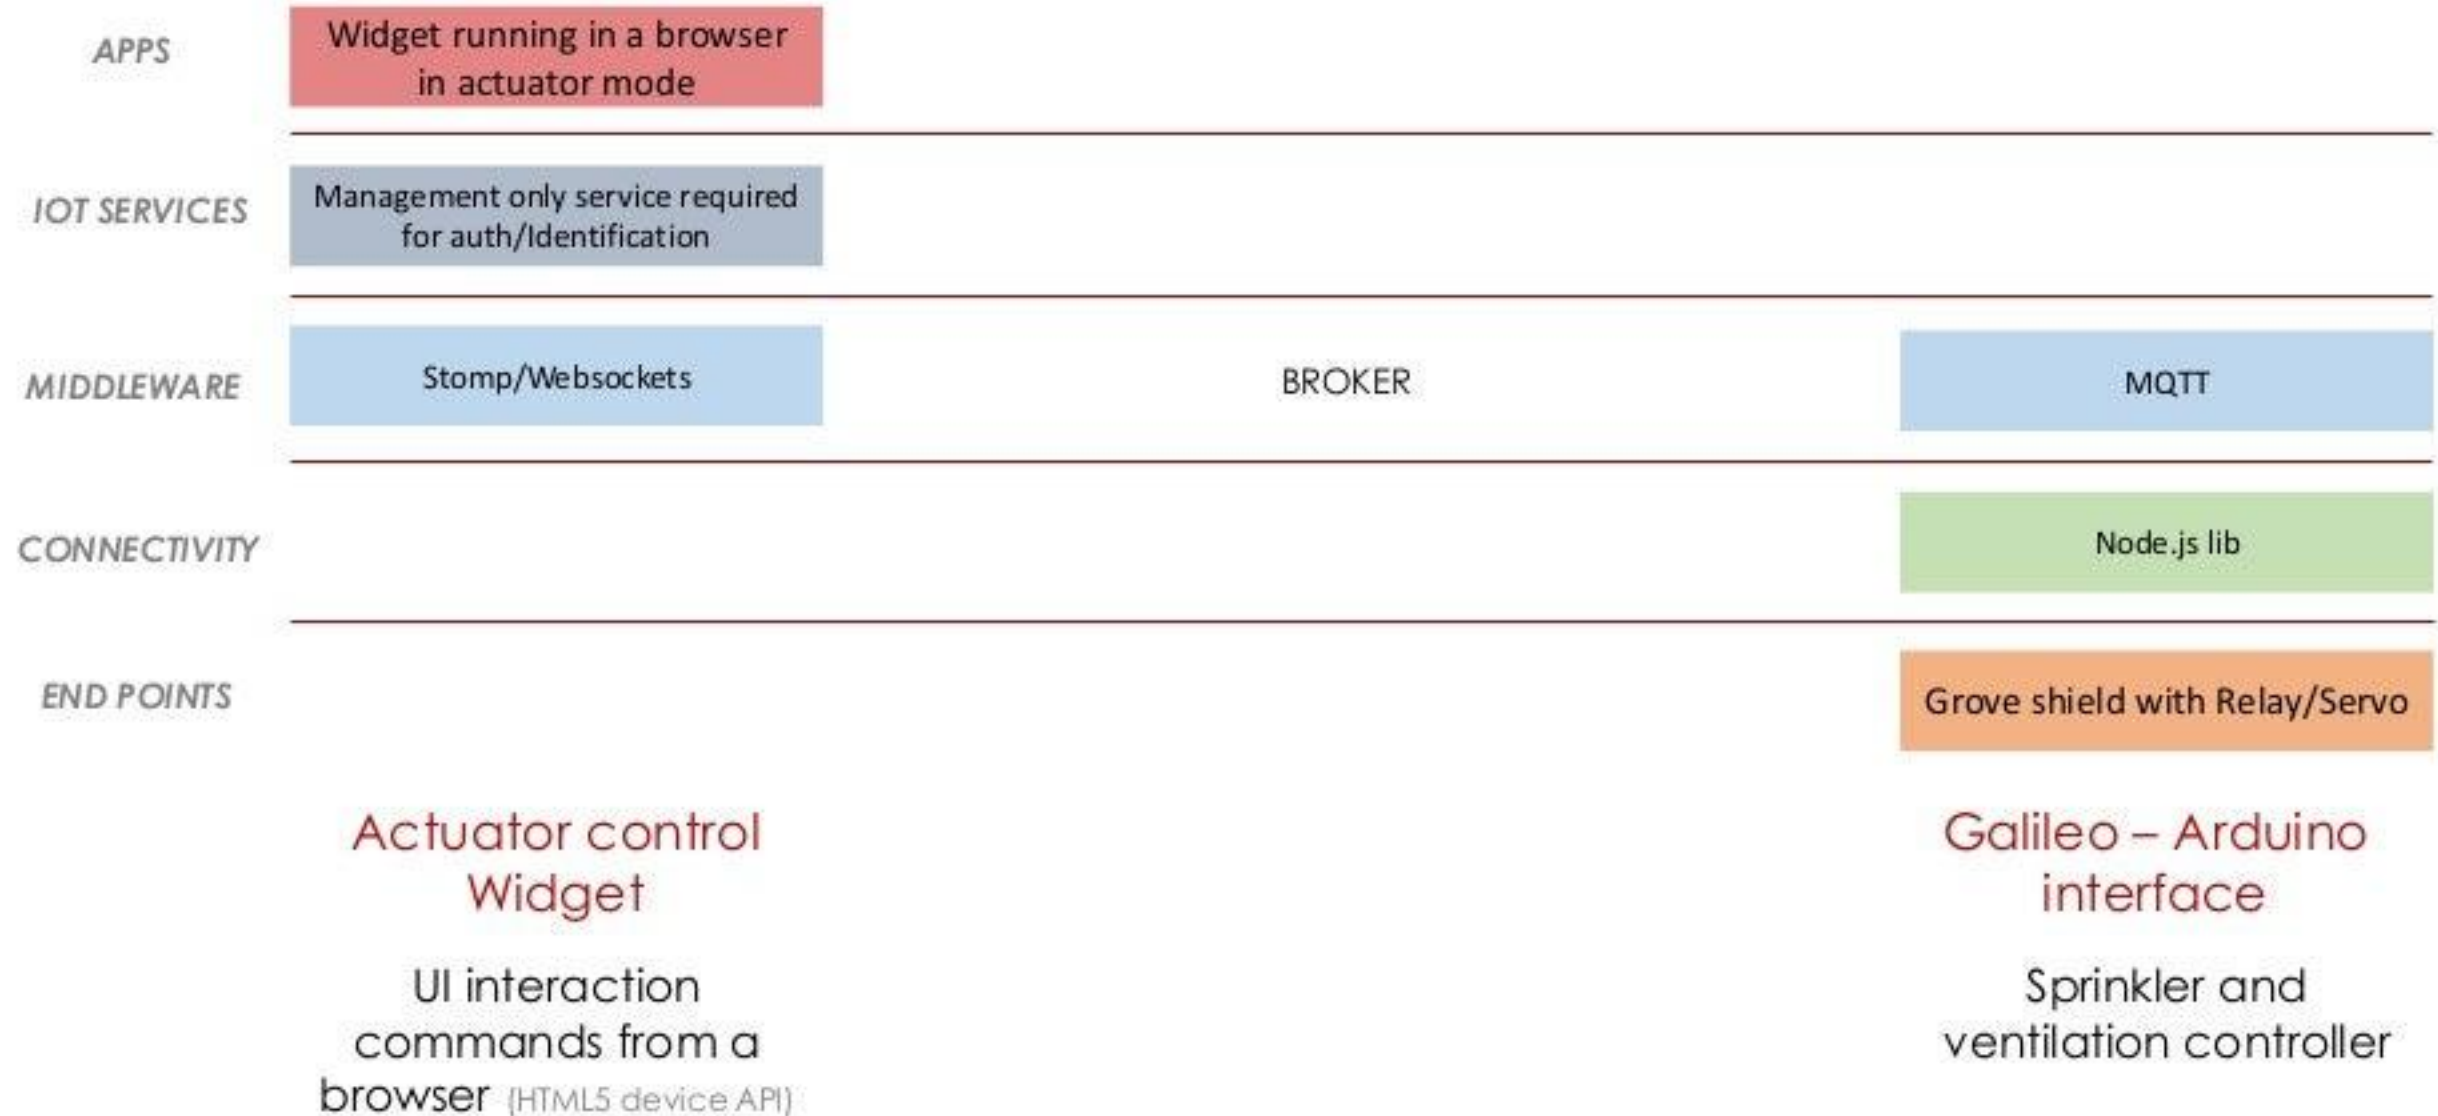 APPS
Widget running in a browser
in actuator mode
IOT SERVICES
Management only service required
for auth/Identification
MIDDLEWARE
Stomp/Websockets
BROKER
MQTT
CONNECTIVITY
Node.js lib
END POINTS
Grove shield with Relay/Servo
Actuator control
Widget
UI interaction
commands from a
browser (HTML5 device API)
Galileo – Arduino
interface
Sprinkler and
ventilation controller